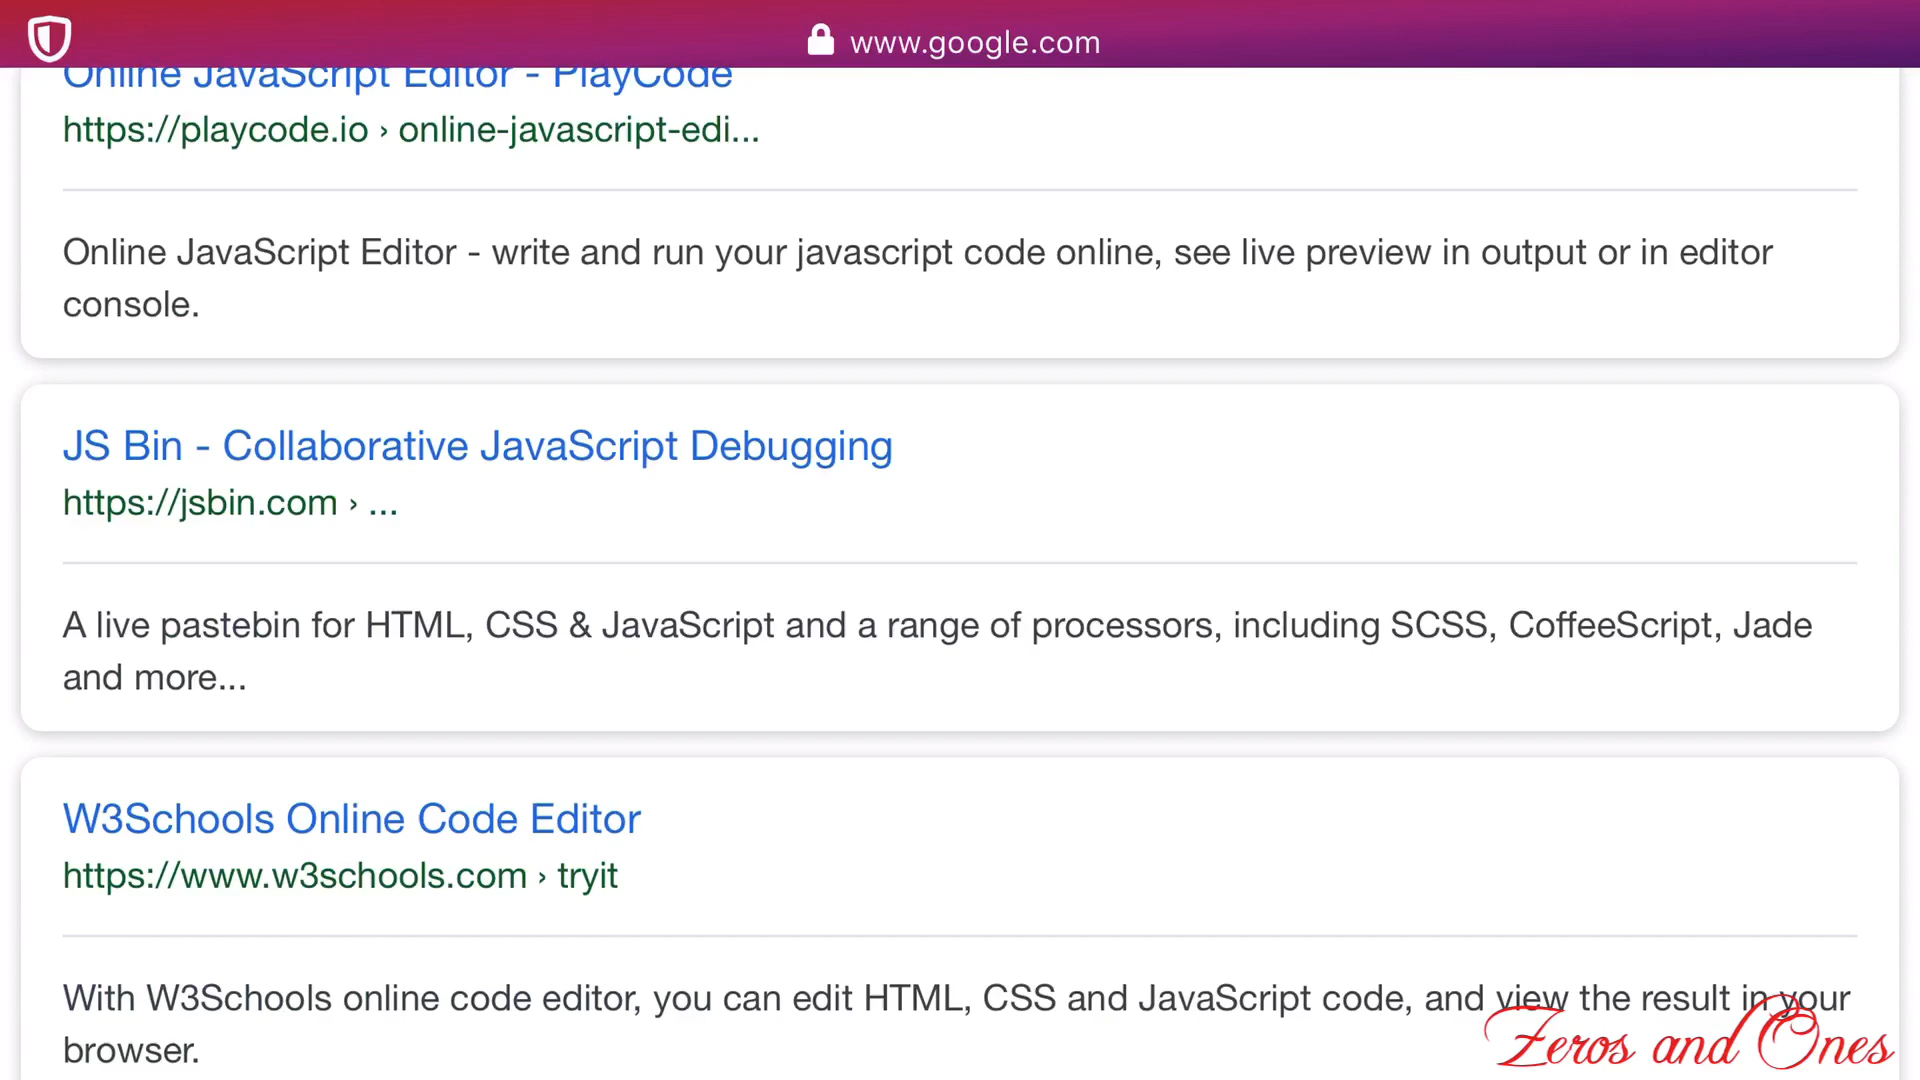 www.google.com
Online JavaScript Editor - PlayCode
https://playcode.io › online-javascript-edi...
Online JavaScript Editor - write and run your javascript code online, see live preview in output or in editor
console.
JS Bin - Collaborative JavaScript Debugging
https://jsbin.com › ...
A live pastebin for HTML, CSS & JavaScript and a range of processors, including SCSS, CoffeeScript, Jade
and more...
W3Schools Online Code Editor
https://www.w3schools.com › tryit
With W3Schools online code editor, you can edit HTML, CSS and JavaScript code, and view the result in your
browser.
Zeros and Ones